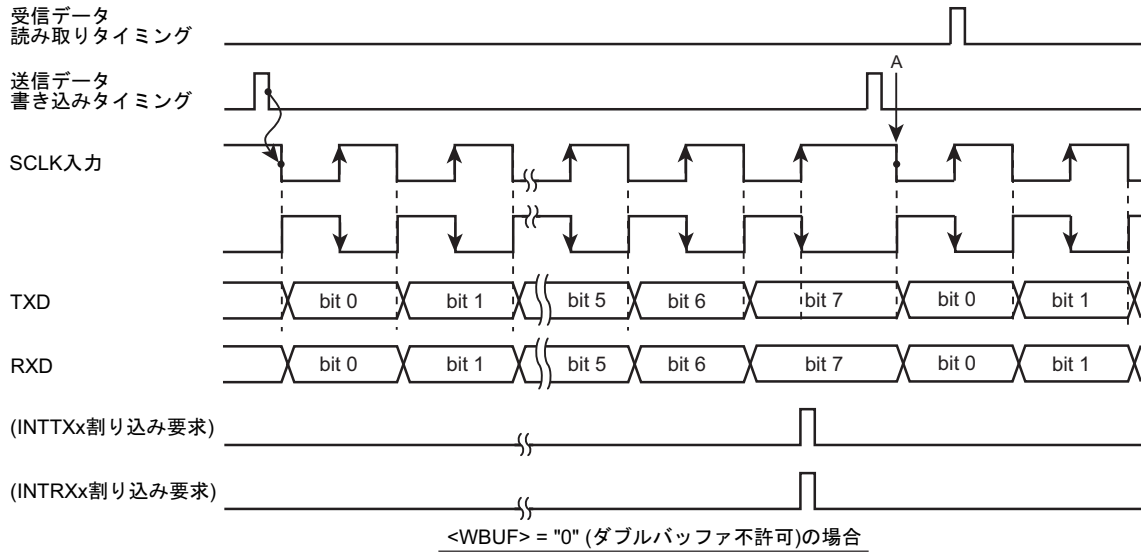 受信データ
読み取りタイミング
送信データ
書き込みタイミング
A
SCLK入力
TXD
bit 0
bit 1
bit 5
bit 6
bit 7
bit 0
bit 1
RXD
bit 0
bit 1
bit 5
bit 6
bit 7
bit 0
bit 1
(INTTXx割り込み要求)
(INTRXx割り込み要求)
<WBUF> = "0" (ダブルバッファ不許可)の場合